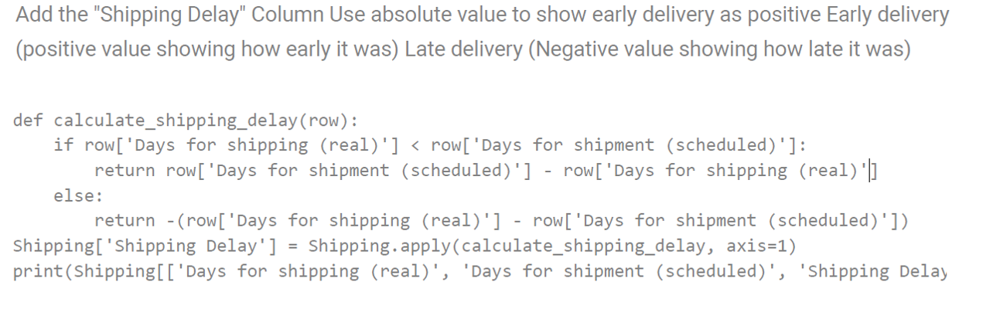 Add the "Shipping Delay" Column Use absolute value to show early delivery as positive Early delivery
(positive value showing how early it was) Late delivery (Negative value showing how late it was)
def calculate_shipping_delay(row):
    if row['Days for shipping (real)'] < row['Days for shipment (scheduled)']:
        return row['Days for shipment (scheduled)'] - row['Days for shipping (real)']
    else:
        return -(row['Days for shipping (real)'] - row['Days for shipment (scheduled)'])
Shipping['Shipping Delay'] = Shipping.apply(calculate_shipping_delay, axis=1)
print(Shipping[['Days for shipping (real)', 'Days for shipment (scheduled)', 'Shipping Delay